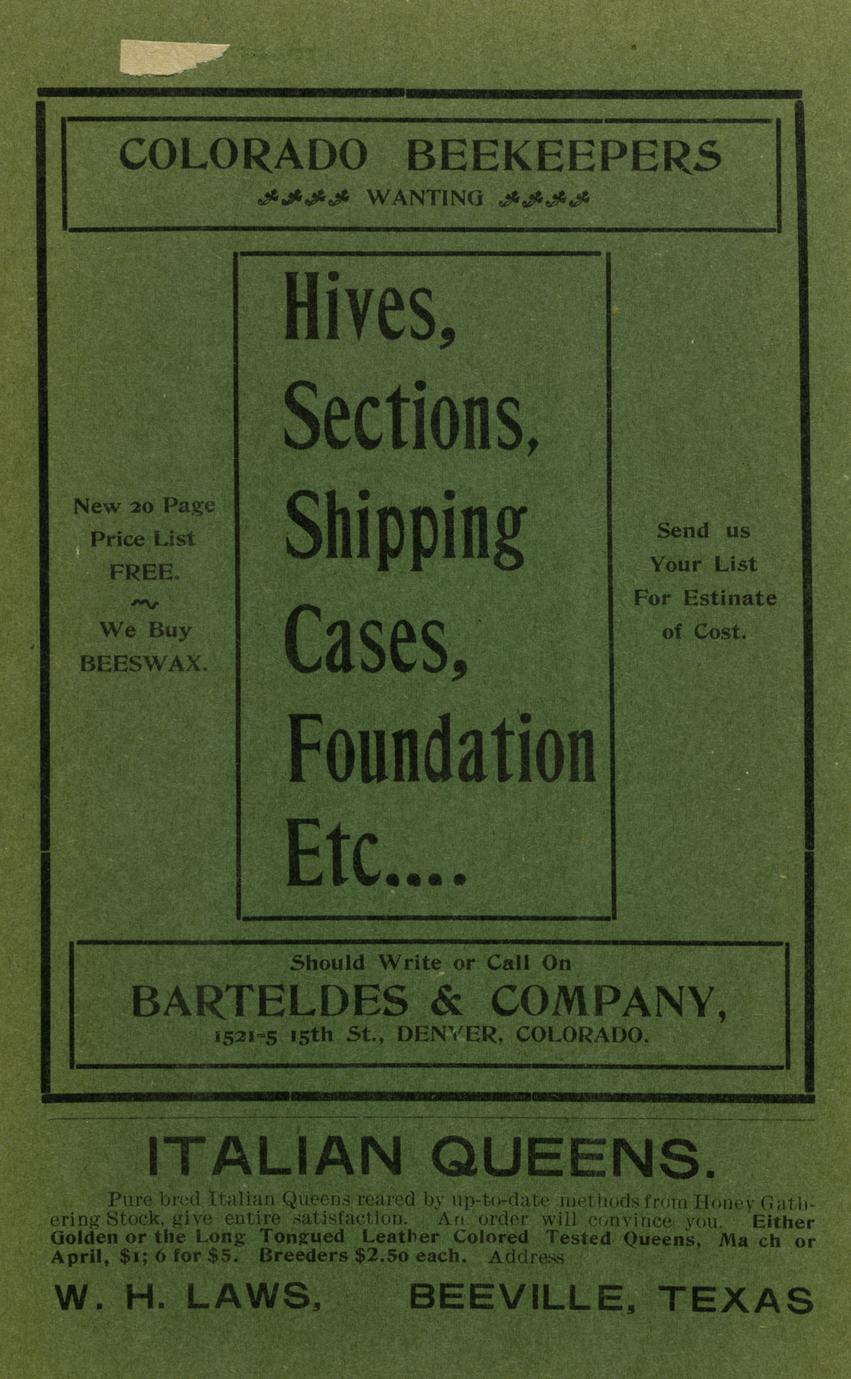 COLORADO BEEKEEPERS
WANTING
Hives,
Sections,
Shipping
Cases,
Foundation
Etc....
New 20 Page
Price List
FREE.
We Buy
BEESWAX.
Send us
Your List
For Estinate
of Cost.
Should Write or Call On
BARTELDES & COMPANY,
1521-5 15th St., DENVER, COLORADO.
ITALIAN QUEENS.
Pure bred Italian Queens reared by up-to-date methods from Honey Gath-
ering Stock, give entire satisfaction. An order will convince you. Either
Golden or the Long Tongued Leather Colored Tested Queens, Ma ch or
April, $1; 6 for $5. Breeders $2.50 each. Address
W. H. LAWS, BEEVILLE, TEXAS